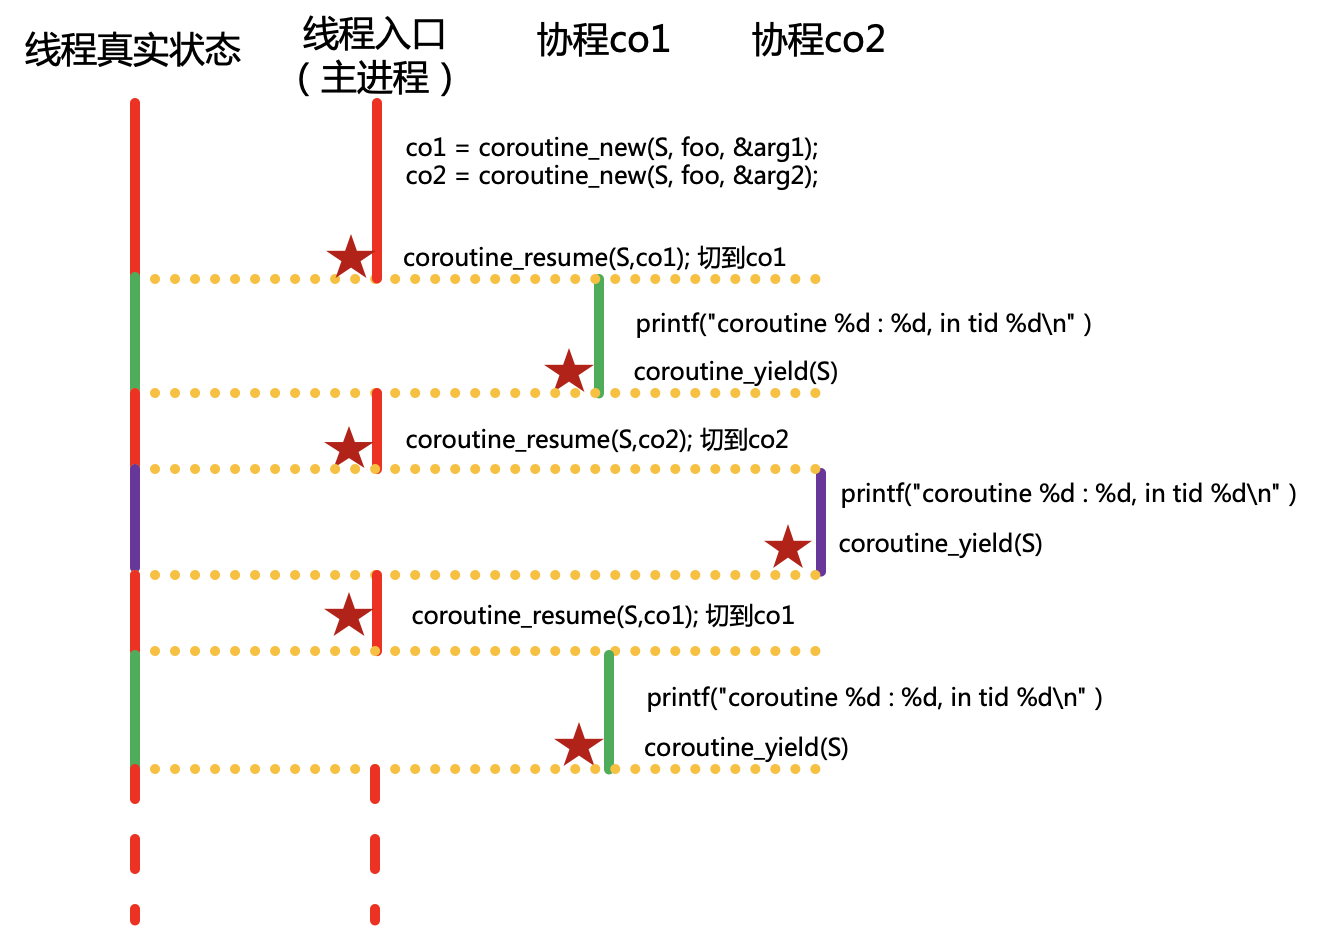 线程真实状态
线程入口
（主进程）
协程co1
协程co2
co1 = coroutine_new(S, foo, &arg1);
co2 = coroutine_new(S, foo, &arg2);
coroutine_resume(S,co1); 切到co1
printf("coroutine %d : %d, in tid %d\n" )
coroutine_yield(S)
coroutine_resume(S,co2); 切到co2
printf("coroutine %d : %d, in tid %d\n" )
coroutine_yield(S)
coroutine_resume(S,co1); 切到co1
printf("coroutine %d : %d, in tid %d\n" )
coroutine_yield(S)